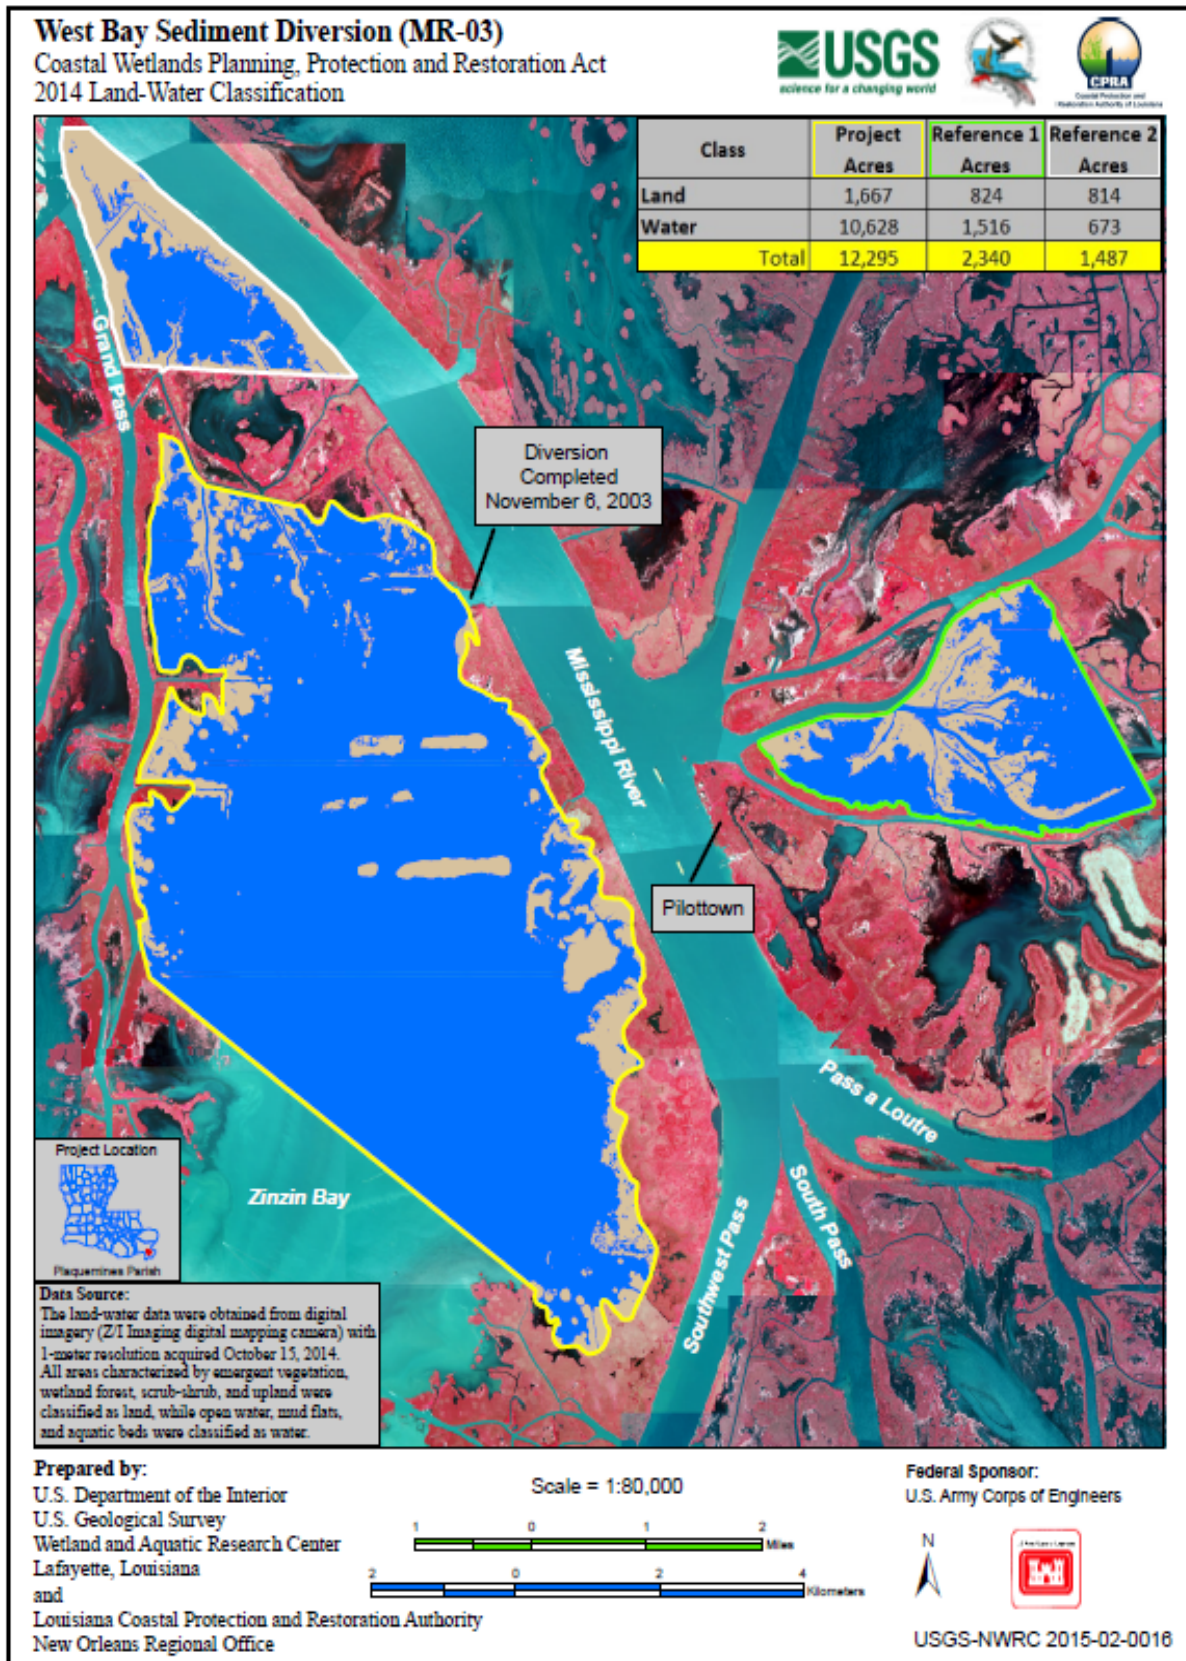 West Bay Sediment Diversion (MR-03)
Coastal Wetlands Planning, Protection and Restoration Act
2014 Land-Water Classification
USGS
science for a changing world
CPRA
Coastal Protection and
Restoration Authority of Louisiana
Class Project Acres Reference 1 Acres Reference 2 Acres
Land 1,667 824 814
Water 10,628 1,516 673
Total 12,295 2,340 1,487
Grand Pass
Diversion
Completed
November 6, 2003
Mississippi River
Pilottown
Pass a Loutre
South Pass
Southwest Pass
Zinzin Bay
Project Location
Plaquemines Parish
Data Source:
The land-water data were obtained from digital
imagery (Z/I Imaging digital mapping camera) with
1-meter resolution acquired October 15, 2014.
All areas characterized by emergent vegetation,
wetland forest, scrub-shrub, and upland were
classified as land, while open water, mud flats,
and aquatic beds were classified as water.
Prepared by:
U.S. Department of the Interior
U.S. Geological Survey
Wetland and Aquatic Research Center
Lafayette, Louisiana
and
Louisiana Coastal Protection and Restoration Authority
New Orleans Regional Office
Scale = 1:80,000
1 0 1 2
Miles
2 0 2 4
Kilometers
Federal Sponsor:
U.S. Army Corps of Engineers
N
USGS-NWRC 2015-02-0016